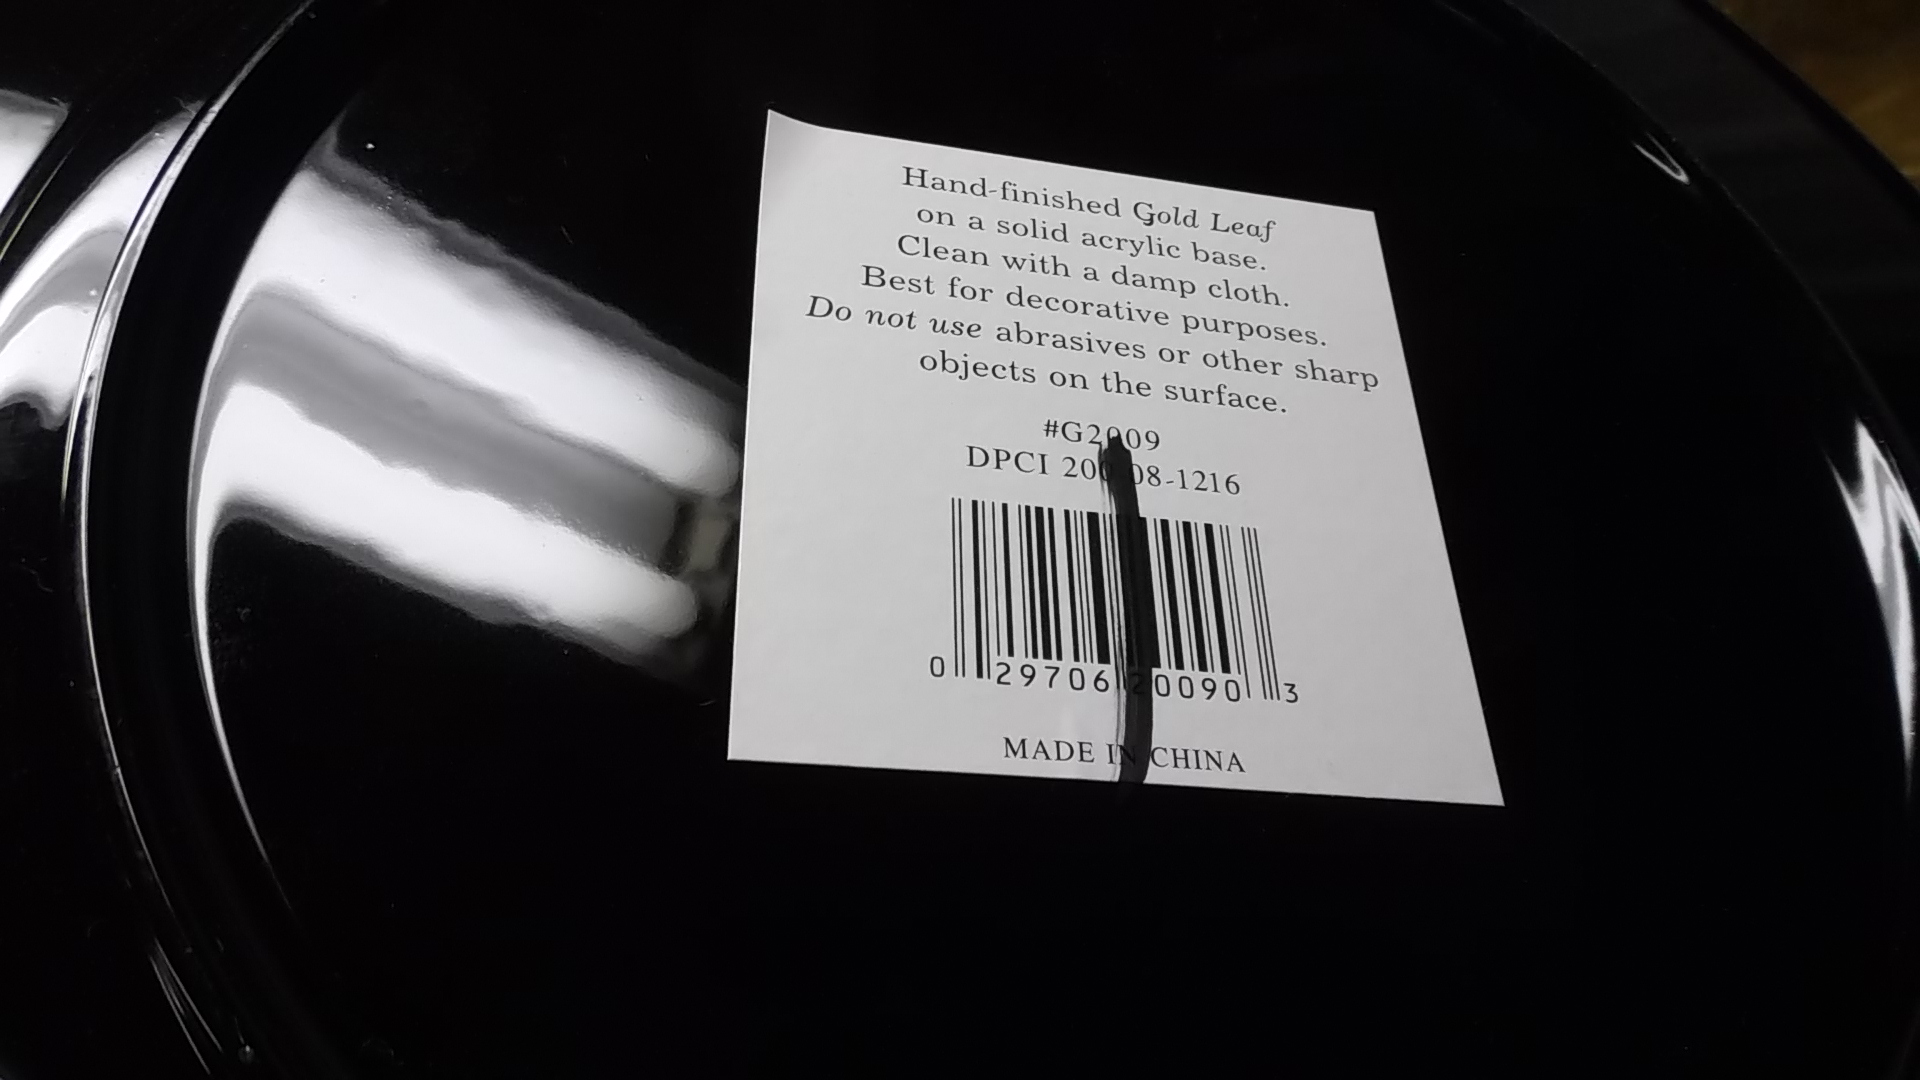 Hand-finished Gold Leaf
on a solid acrylic base.
Clean with a damp cloth.
Best for decorative purposes.
Do not use abrasives or other sharp
objects on the surface.
#G2009
DPCI
MADE IN CHINA
0 29706 20090 3